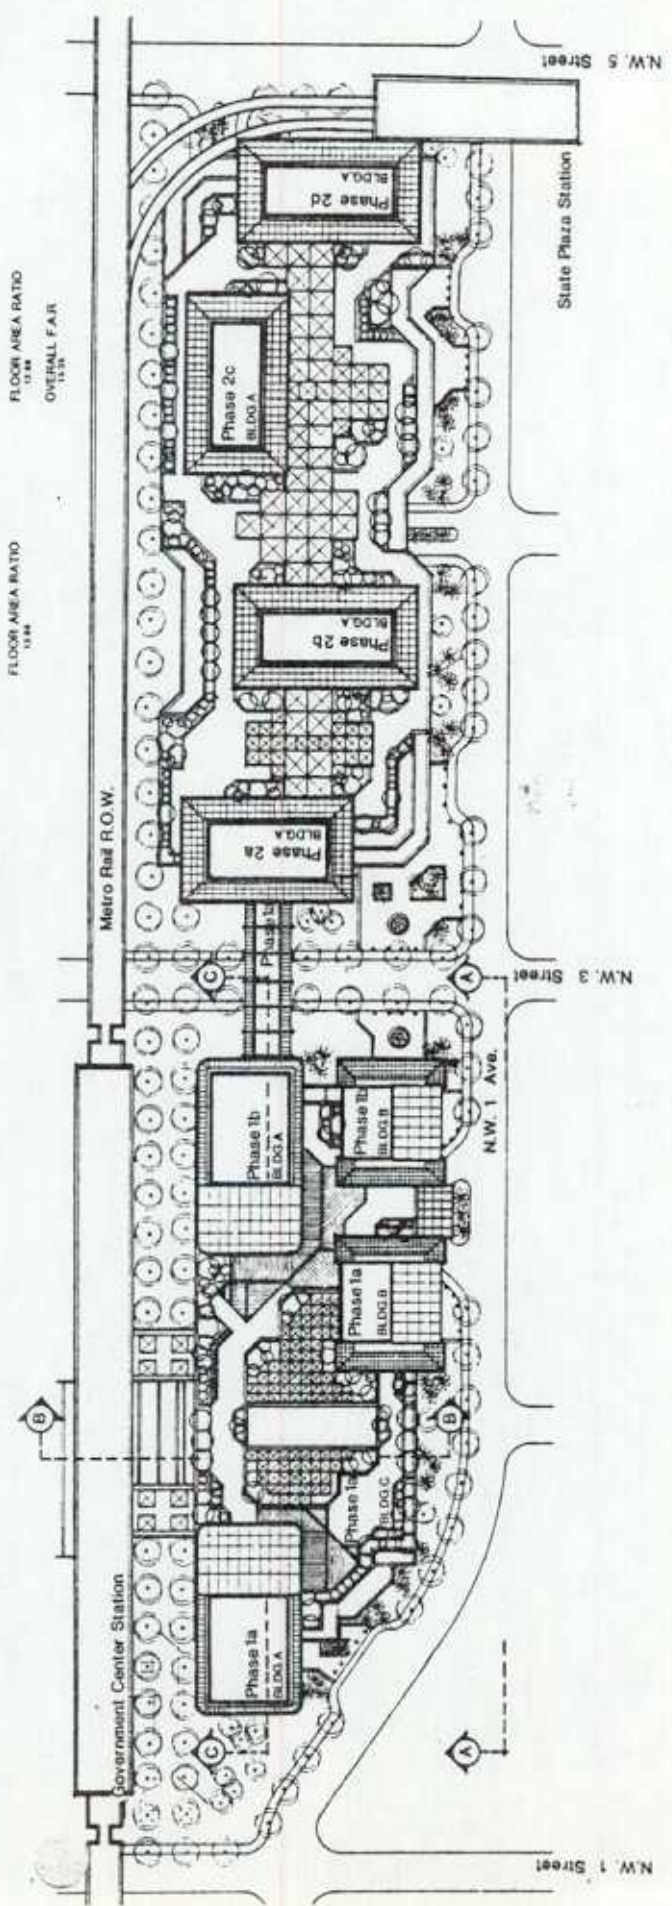 FLOOR AREA RATIO
FLOOR AREA RATIO
OVERALL F.A.R
N.W. 5 Street
State Plaza Station
Phase 2d
BLDG.A
Phase 2c
BLDG.A
Phase 2b
BLDG.A
Phase 2a
BLDG.A
Metro Rail R.O.W.
Phase 1a
N.W. 3 Street
C
A
N.W. 1 Ave.
Phase 1b
BLDG.A
Phase 1b
BLDG.B
Phase 1a
BLDG.B
B
B
Phase 1a
BLDG.C
Government Center Station
Phase 1a
BLDG.A
C
A
N.W. 1 Street